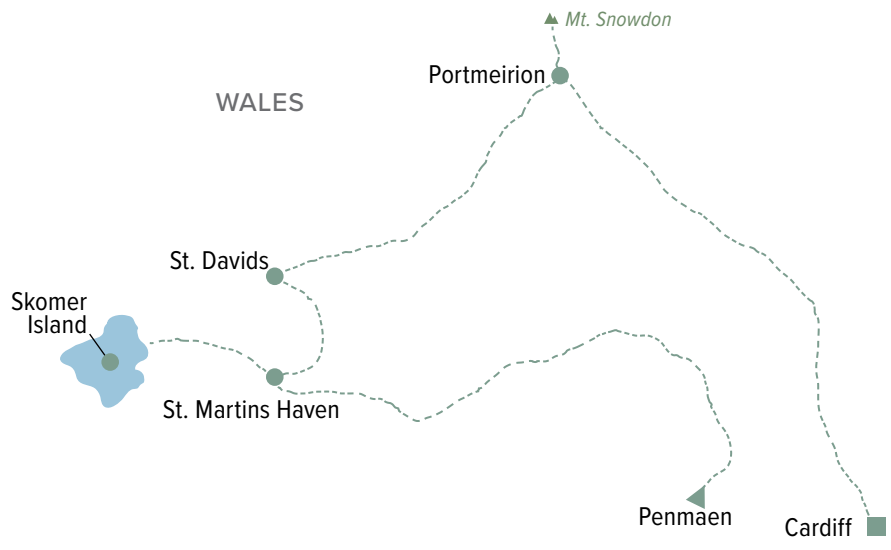 Mt. Snowdon
Portmeirion
WALES
St. Davids
Skomer
Island
St. Martins Haven
Penmaen
Cardiff